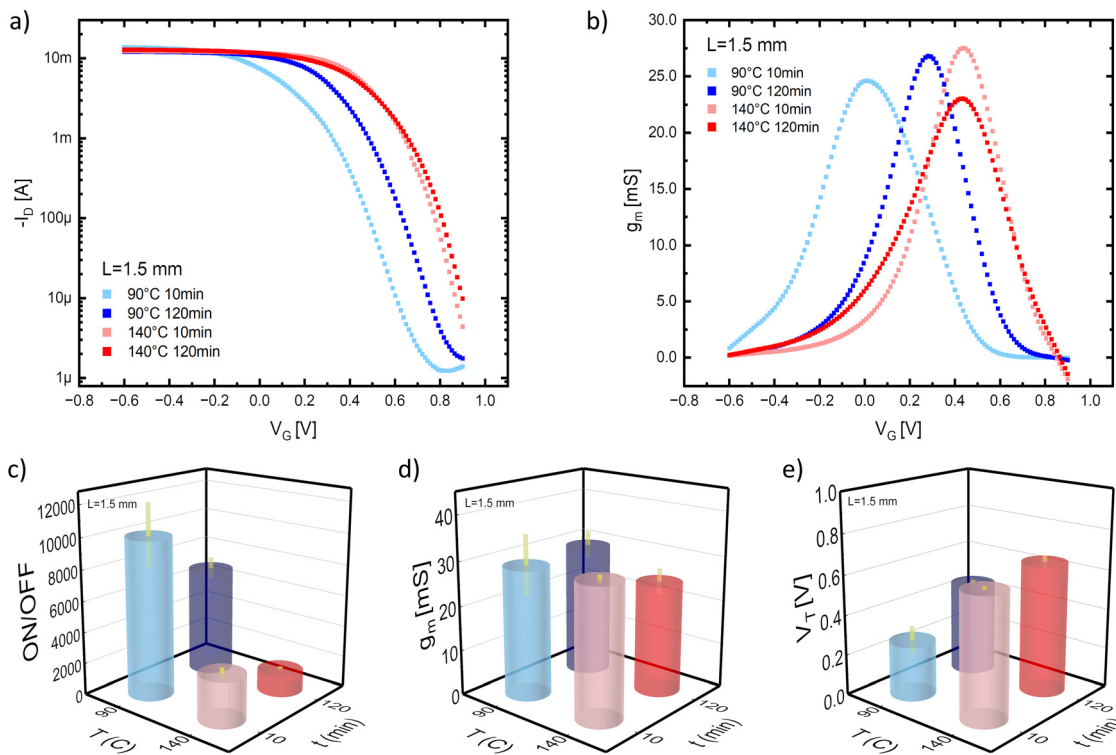 a)
10m
1m
100µ
10µ
1µ
-I_D [A]
L=1.5 mm
90°C 10min
90°C 120min
140°C 10min
140°C 120min
−0.8 −0.6 −0.4 −0.2 0.0 0.2 0.4 0.6 0.8 1.0
V_G [V]
b)
30.0
25.0
20.0
15.0
10.0
5.0
0.0
g_m [mS]
L=1.5 mm
90°C 10min
90°C 120min
140°C 10min
140°C 120min
−0.8 −0.6 −0.4 −0.2 0.0 0.2 0.4 0.6 0.8 1.0
V_G [V]
c)
L=1.5 mm
12000
10000
8000
6000
4000
2000
0
ON/OFF
90
140
T (C)
10
120
t (min)
d)
L=1.5 mm
40
30
20
10
0
g_m [mS]
90
140
T (C)
10
120
t (min)
e)
L=1.5 mm
1.0
0.8
0.6
0.4
0.2
0.0
V_T [V]
90
140
T (C)
10
120
t (min)